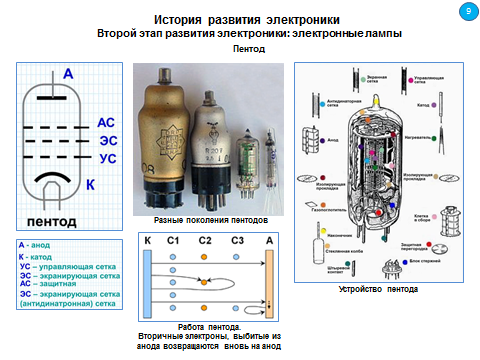 9
История развития электроники
Второй этап развития электроники: электронные лампы
Пентод
А
АС
ЭС
УС
К
пентод
Разные поколения пентодов
Экранная
сетка
Управляющая
сетка
Антидинатронная
сетка
Катод
Анод
Нагреватель
Изолирующая
прокладка
Изолирующая
прокладка
Газопоглотитель
Клетка
в сборе
Наконечник
Защитная
перегородка
Стеклянная колба
Блок стержней
Штыревой
контакт
Устройство пентода
А - анод
К - катод
УС – управляющая сетка
ЭС – экранирующая сетка
АС – защитная
ЭС – экранирующая сетка
(антидинатронная) сетка
К С1 С2 С3 А
Работа пентода.
Вторичные электроны, выбитые из
анода возвращаются вновь на анод